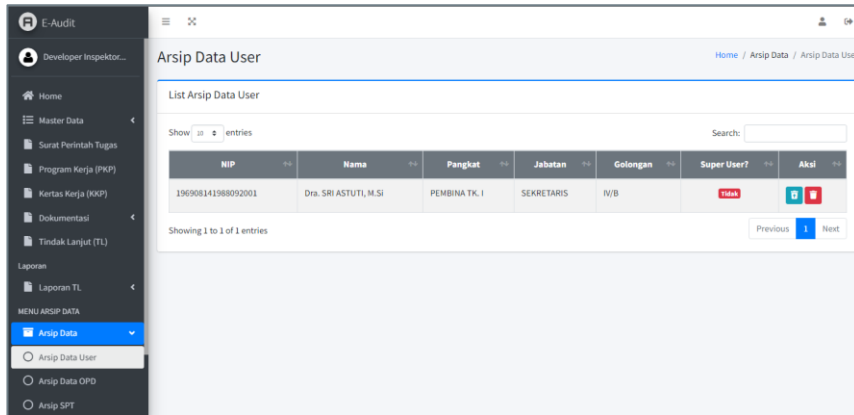 E-Audit
Developer Inspektor...
Home
Master Data
Surat Perintah Tugas
Program Kerja (PKP)
Kertas Kerja (KKP)
Dokumentasi
Tindak Lanjut (TL)
Laporan
Laporan TL
MENU ARSIP DATA
Arsip Data
Arsip Data User
Arsip Data OPD
Arsip SPT
Arsip Data User
Home / Arsip Data / Arsip Data Use
List Arsip Data User
Show 10 entries
Search:
NIP Nama Pangkat Jabatan Golongan Super User? Aksi
196908141988092001 Dra. SRI ASTUTI, M.Si PEMBINA TK. I SEKRETARIS IV/B Tidak
Showing 1 to 1 of 1 entries
Previous 1 Next